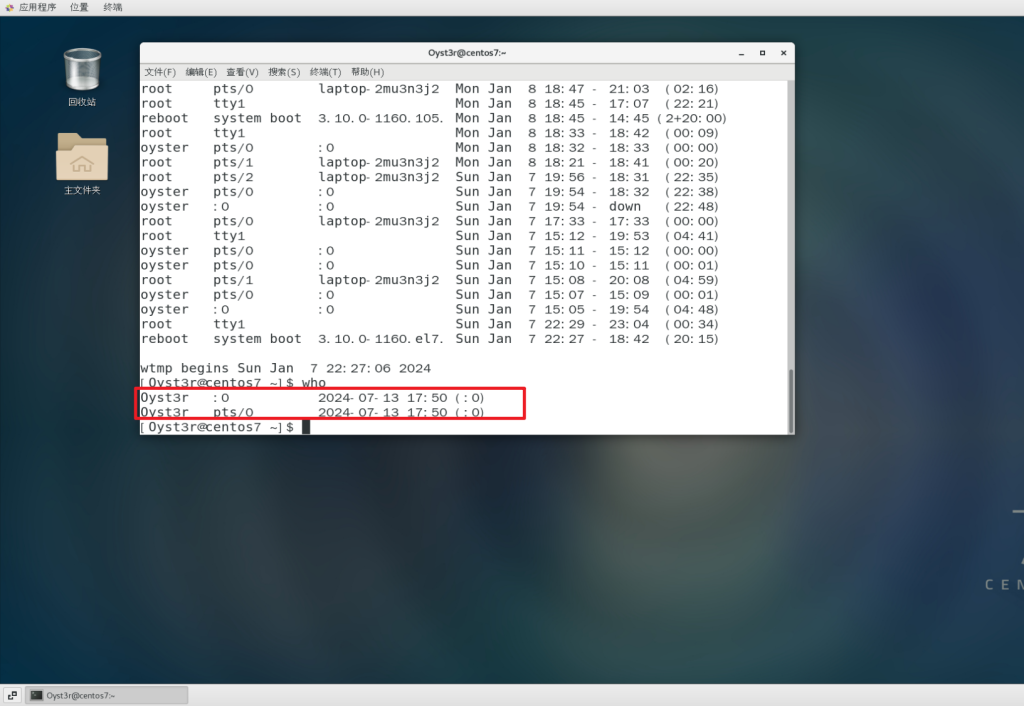 应用程序 位置 终端
回收站
主文件夹
Oyst3r@centos7:~
文件(F) 编辑(E) 查看(V) 搜索(S) 终端(T) 帮助(H)
root pts/0 laptop-2mu3n3j2 Mon Jan 8 18:47 - 21:03 (02:16)
root tty1 Mon Jan 8 18:45 - 17:07 (22:21)
reboot system boot 3.10.0-1160.105. Mon Jan 8 18:45 - 14:45 (2+20:00)
root tty1 Mon Jan 8 18:33 - 18:42 (00:09)
oyster pts/0 :0 Mon Jan 8 18:32 - 18:33 (00:00)
root pts/1 laptop-2mu3n3j2 Mon Jan 8 18:21 - 18:41 (00:20)
root pts/2 laptop-2mu3n3j2 Sun Jan 7 19:56 - 18:31 (22:35)
oyster pts/0 :0 Sun Jan 7 19:54 - 18:32 (22:38)
oyster :0 :0 Sun Jan 7 19:54 - down (22:48)
root pts/0 laptop-2mu3n3j2 Sun Jan 7 17:33 - 17:33 (00:00)
root tty1 Sun Jan 7 15:12 - 19:53 (04:41)
oyster pts/0 :0 Sun Jan 7 15:11 - 15:12 (00:00)
oyster pts/0 :0 Sun Jan 7 15:10 - 15:11 (00:01)
root pts/1 laptop-2mu3n3j2 Sun Jan 7 15:08 - 20:08 (04:59)
oyster pts/0 :0 Sun Jan 7 15:07 - 15:09 (00:01)
oyster :0 :0 Sun Jan 7 15:05 - 19:54 (04:48)
root tty1 Sun Jan 7 22:29 - 23:04 (00:34)
reboot system boot 3.10.0-1160.el7. Sun Jan 7 22:27 - 18:42 (20:15)
wtmp begins Sun Jan 7 22:27:06 2024
[Oyst3r@centos7 ~]$ who
Oyst3r :0 2024-07-13 17:50 (:0)
Oyst3r pts/0 2024-07-13 17:50 (:0)
[Oyst3r@centos7 ~]$
CEN
Oyst3r@centos7:~